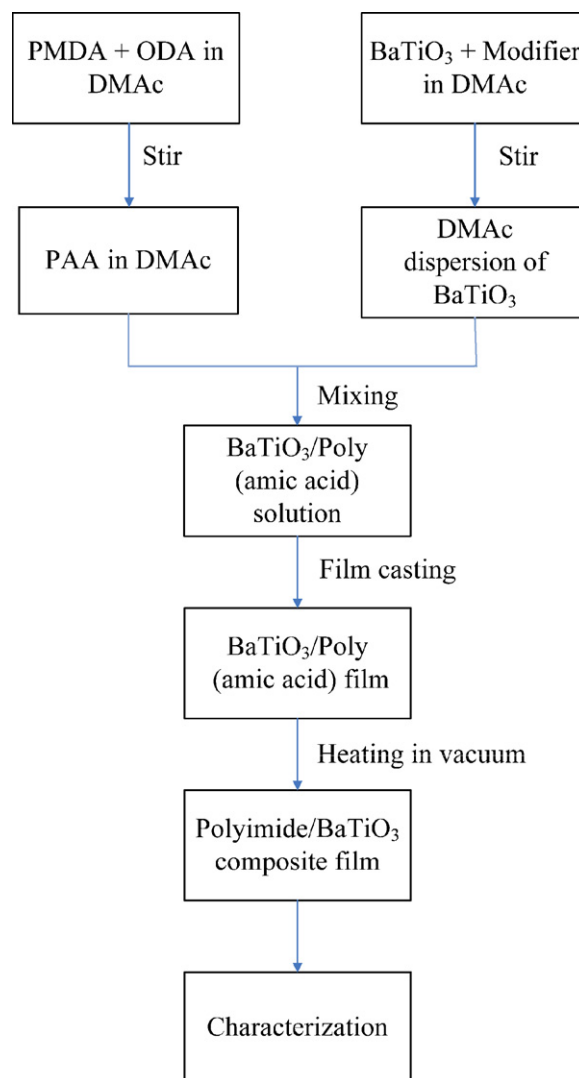 PMDA + ODA in
DMAc
BaTiO₃ + Modifier
in DMAc
Stir
Stir
PAA in DMAc
DMAc
dispersion of
BaTiO₃
Mixing
BaTiO₃/Poly
(amic acid)
solution
Film casting
BaTiO₃/Poly
(amic acid) film
Heating in vacuum
Polyimide/BaTiO₃
composite film
Characterization